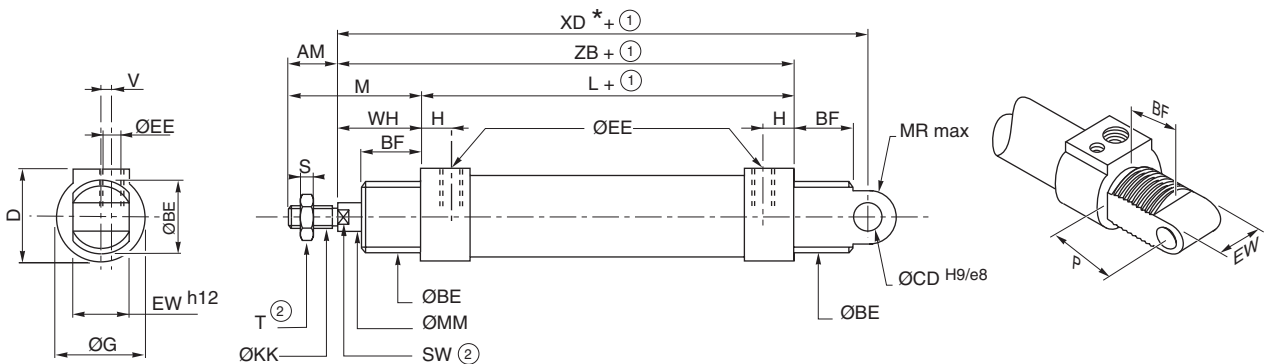 XD * + ①
AM
ZB + ①
V
M
L + ①
ØEE
WH
H
ØEE
H
BF
MR max
BF
BF
S
D
ØBE
ØCD H9/e8
EW h12
ØBE
ØBE
T ②
ØMM
ØG
ØKK
SW ②
P
EW